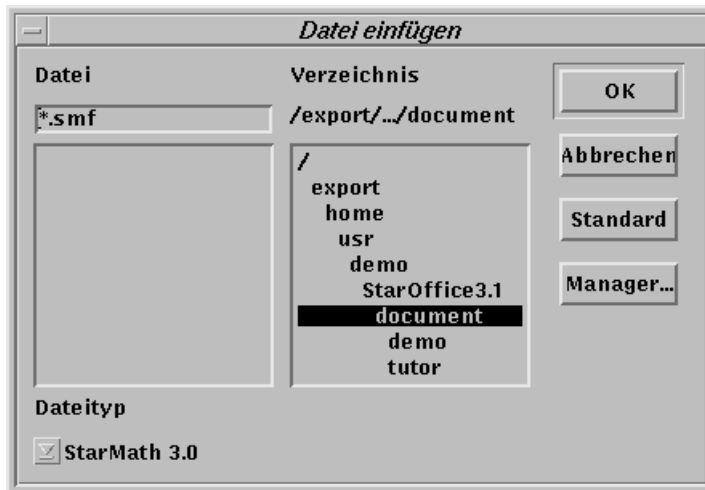 Datei einfügen
Datei
*.smf
Verzeichnis
/export/.../document
/
export
home
usr
demo
StarOffice3.1
document
demo
tutor
OK
Abbrechen
Standard
Manager...
Dateityp
StarMath 3.0